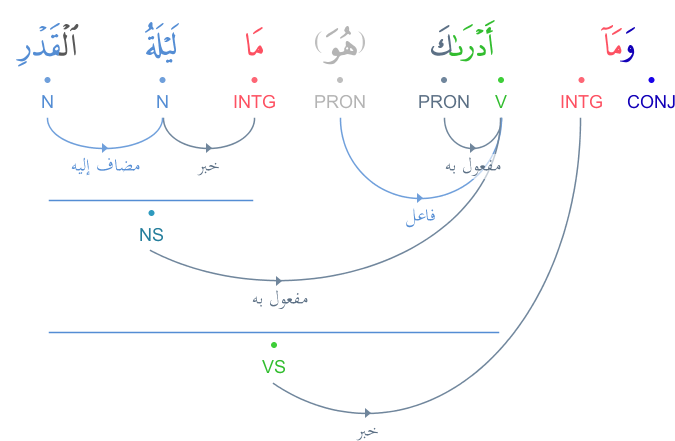 وَمَآ أَدْرَىٰكَ (هُوَ) مَا لَيْلَةُ ٱلْقَدْرِ
CONJ INTG V PRON PRON INTG N N
مفعول به خبر مضاف إليه
فاعل
NS
مفعول به
VS
خبر